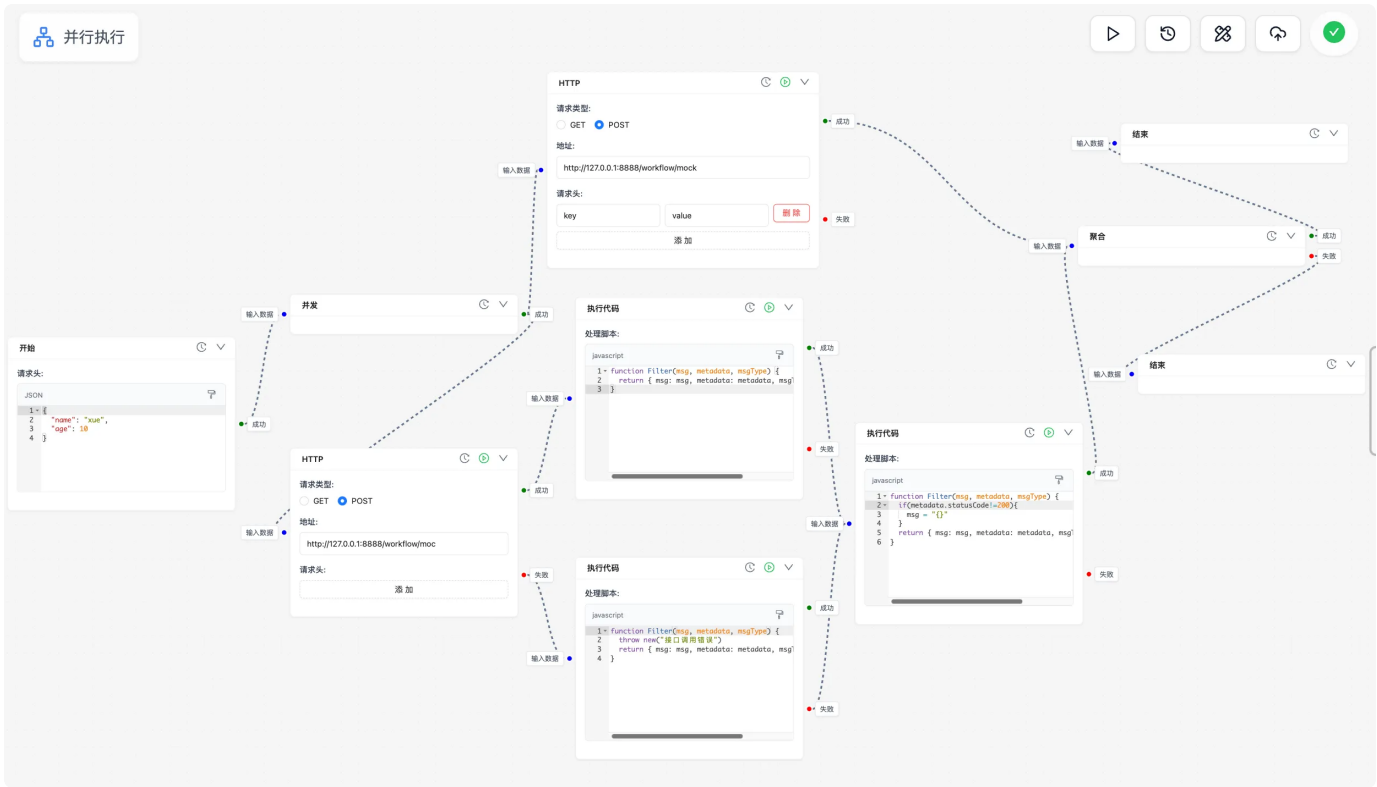 并行执行
HTTP
请求类型:
GET POST
地址:
http://127.0.0.1:8888/workflow/mock
请求头:
key value 删 除
添 加
输入数据
成功
失败
结束
输入数据
聚合
输入数据
成功
失败
结束
输入数据
并发
输入数据
成功
开始
请求头:
JSON
1 {
2 "name": "xue",
3 "age": 10
4 }
成功
HTTP
请求类型:
GET POST
地址:
http://127.0.0.1:8888/workflow/moc
请求头:
添 加
输入数据
成功
失败
执行代码
处理脚本:
javascript
1 function Filter(msg, metadata, msgType) {
2 return { msg: msg, metadata: metadata, msgT
3 }
输入数据
成功
失败
执行代码
处理脚本:
javascript
1 function Filter(msg, metadata, msgType) {
2 throw new("接口调用错误")
3 return { msg: msg, metadata: metadata, msgT
4 }
输入数据
成功
失败
执行代码
处理脚本:
javascript
1 function Filter(msg, metadata, msgType) {
2 if(metadata.statusCode!=200){
3 msg = "{}"
4 }
5 return { msg: msg, metadata: metadata, msgT
6 }
输入数据
成功
失败